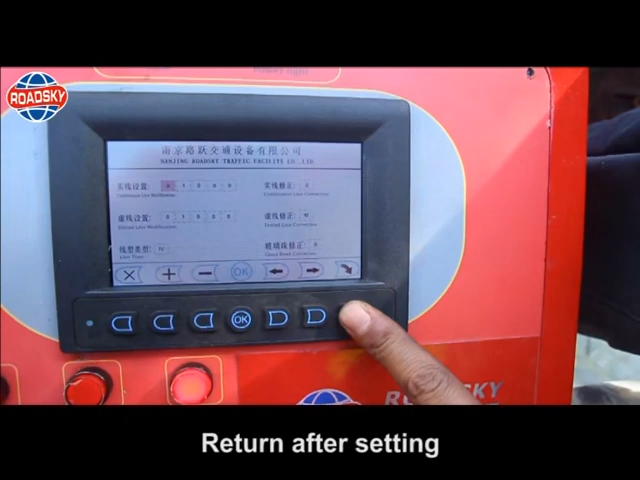 ROADSKY
南京路跃交通设备有限公司
NANJING ROADSKY TRAFFIC FACILITY CO.,LTD.
实线设置: 实线修正:
Continuous Line Correction
虚线设置: 虚线修正:
Dotted Line Modification Dotted Line Correction
线型类型: IV 玻璃珠修正:
Line Type Glass Bead Correction
OK
OK
ROADSKY
Return after setting